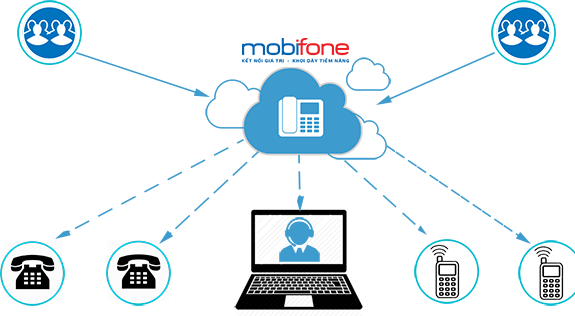 mobifone
KẾT NỐI GIÁ TRỊ - KHƠI DẬY TIỀM NĂNG